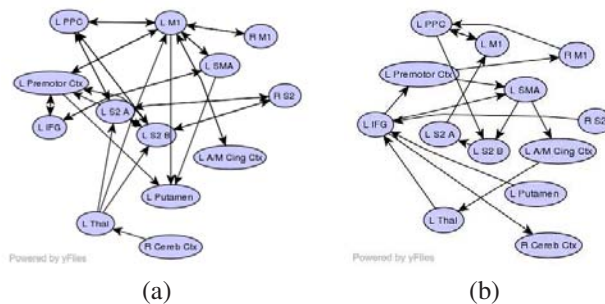 L PPC
L M1
R M1
L SMA
L Premotor Ctx
R S2
L S2 A
L IFG
L S2 B
L A/M Cing Ctx
L Putamen
L Thal
R Cereb Ctx
Powered by yFiles
(a)
L PPC
L M1
R M1
L Premotor Ctx
L SMA
L IFG
R S2
L S2 A
L S2 B
L A/M Cing Ctx
L Putamen
L Thal
R Cereb Ctx
Powered by yFiles
(b)